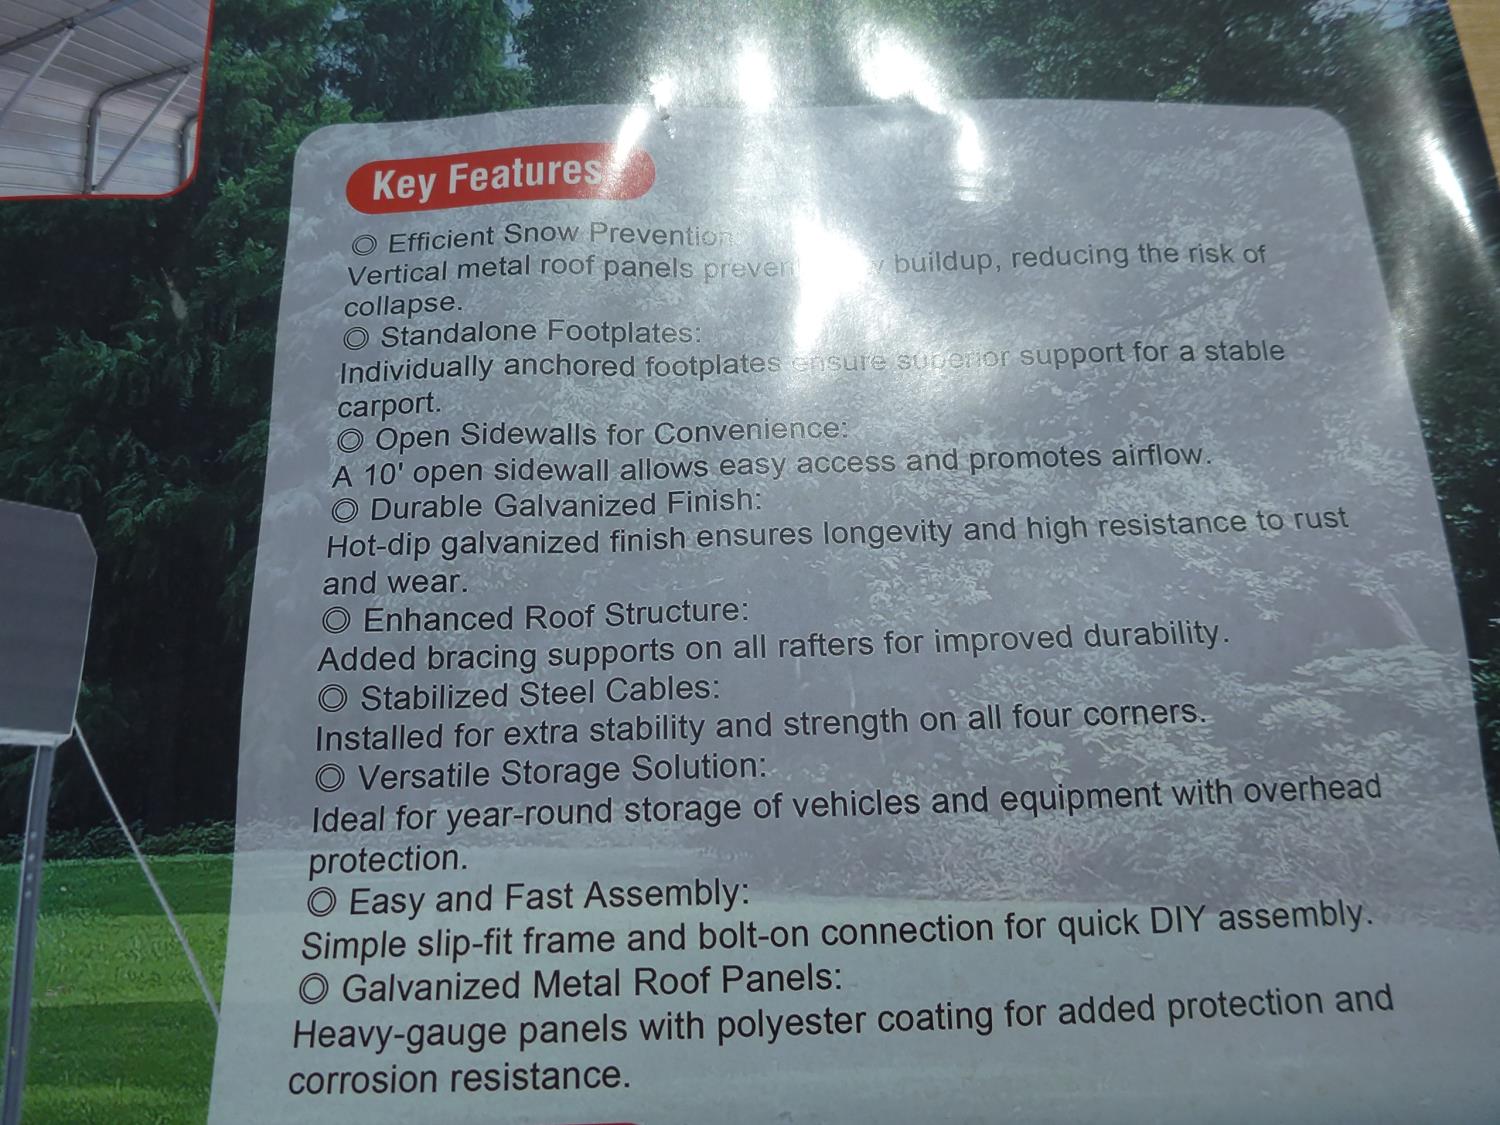 Key Features
◎ Efficient Snow Prevention
Vertical metal roof panels buildup, reducing the risk of
collapse.
◎ Standalone Footplates:
Individually anchored footplates ensure superior support for a stable
carport.
◎ Open Sidewalls for Convenience:
A 10' open sidewall allows easy access and promotes airflow.
◎ Durable Galvanized Finish:
Hot-dip galvanized finish ensures longevity and high resistance to rust
and wear.
◎ Enhanced Roof Structure:
Added bracing supports on all rafters for improved durability.
◎ Stabilized Steel Cables:
Installed for extra stability and strength on all four corners.
◎ Versatile Storage Solution:
Ideal for year-round storage of vehicles and equipment with overhead
protection.
◎ Easy and Fast Assembly:
Simple slip-fit frame and bolt-on connection for quick DIY assembly.
◎ Galvanized Metal Roof Panels:
Heavy-gauge panels with polyester coating for added protection and
corrosion resistance.